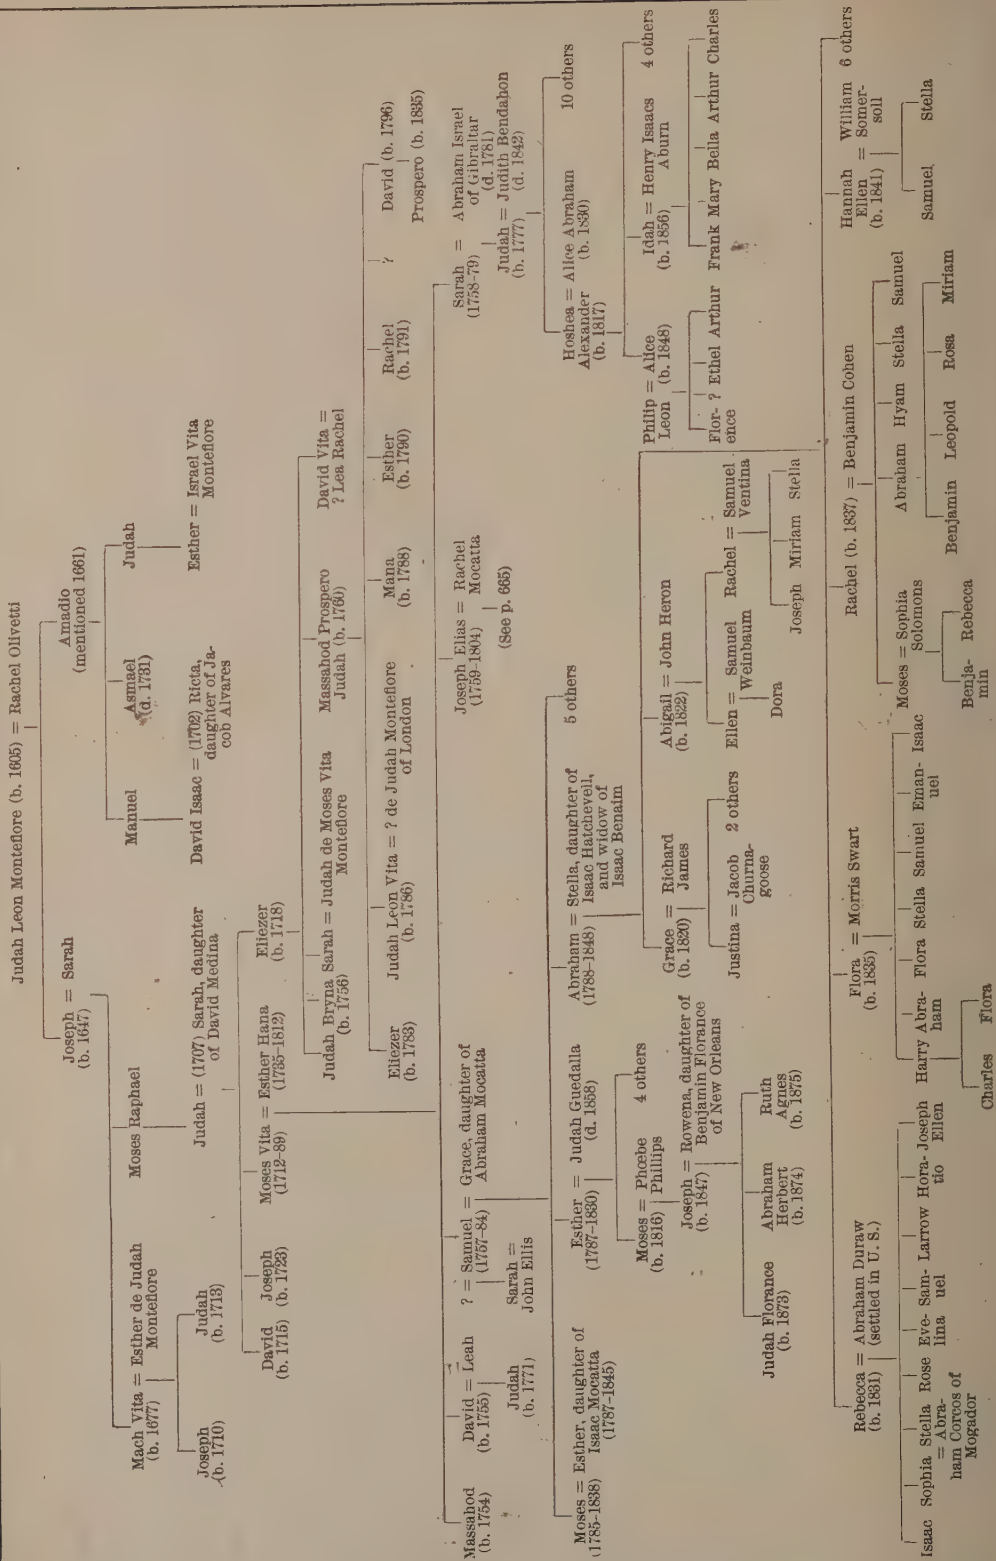 Judah Leon Montefiore (b. 1605) = Rachel Olivetti
Joseph = Sarah
(b. 1647)
Amadio
(mentioned 1661)
Mach Vita = Esther de Judah
(b. 1677) Montefiore
Moses Raphael
Manuel
Asmael
(d. 1731)
Judah
Joseph
(b. 1710)
Judah
(b. 1713)
Judah = (1707) Sarah, daughter
of David Medina
David Isaac = (1702) Ricta,
daughter of Ja-
cob Alvares
Esther = Israel Vita
Montefiore
David
(b. 1715)
Joseph
(b. 1723)
Moses Vita = Esther Hana
(1712-89) (1735-1812)
Eliezer
(b. 1718)
Judah Bryna Sarah = Judah de Moses Vita
(b. 1756) Montefiore
Massahod Prospero
Judah (b. 1760)
David Vita =
? Lea Rachel
Eliezer
(b. 1783)
Judah Leon Vita = ? de Judah Montefiore
(b. 1786) of London
Mana
(b. 1788)
Esther
(b. 1790)
Rachel
(b. 1791)
?
David (b. 1796)
Prospero (b. 1835)
Massahod
(b. 1754)
David = Leah
(b. 1755)
Judah
(b. 1771)
? = Samuel = Grace, daughter of
(1757-84) Abraham Mocatta
Sarah =
John Ellis
Joseph Elias = Rachel
(1759-1804) Mocatta
(See p. 665)
Sarah = Abraham Israel
(1758-79) of Gibraltar
(d. 1781)
Judah = Judith Bendahon
(b. 1777) (d. 1842)
Moses = Esther, daughter of
(1785-1838) Isaac Mocatta
(1787-1845)
Esther = Judah Guedalla
(1787-1830) (d. 1858)
Abraham = Stella, daughter of
(1788-1848) Isaac Hatchevell,
and widow of
Isaac Benaim
5 others
Hoshea = Alice Abraham
Alexander (b. 1830)
(b. 1817)
10 others
Moses = Phœbe
(b. 1816) Phillips
4 others
Grace = Richard
(b. 1820) James
Abigail = John Heron
(b. 1822)
Philip = Alice
Leon (b. 1848)
Idah = Henry Isaacs
(b. 1856) Aburn
4 others
Joseph = Rowena, daughter of
(b. 1847) Benjamin Florance
of New Orleans
Justina = Jacob
Churna-
goose
2 others
Ellen = Samuel
Weinbaum
Rachel = Samuel
Ventina
Flor- ? Ethel Arthur
ence
Frank Mary Bella Arthur Charles
Judah Florance
(b. 1873)
Abraham
Herbert
(b. 1874)
Ruth
Agnes
(b. 1875)
Dora
Joseph Miriam Stella
Rebecca = Abraham Duraw
(b. 1831) (settled in U. S.)
Flora = Morris Swart
(b. 1835)
Rachel (b. 1837) = Benjamin Cohen
Hannah William
Ellen = Somer-
(b. 1841) soll
6 others
Isaac Sophia Stella Rose Eve- Sam- Larrow Hora- Joseph
= Abra- lina uel tio Ellen
ham Corcos of
Mogador
Harry Abra- Flora Stella Samuel Eman- Isaac
ham uel
Moses = Sophia
Solomons
Abraham Hyam Stella Samuel
Samuel Stella
Charles Flora
Benja- Rebecca
min
Benjamin Leopold Rosa Miriam